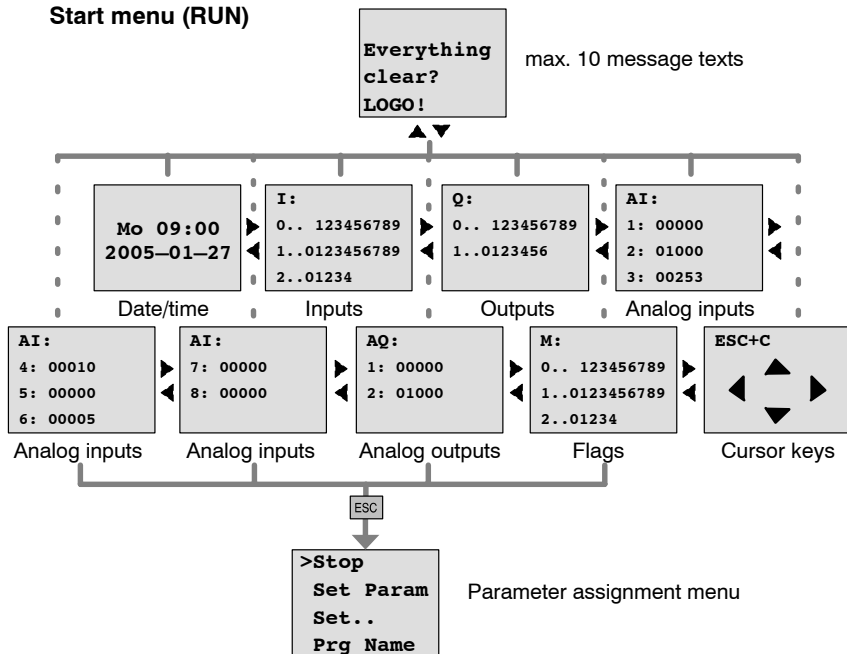 Start menu (RUN)
Everything
clear?
LOGO!
max. 10 message texts
Mo 09:00
2005–01–27
Date/time
I:
0.. 123456789
1..0123456789
2..01234
Inputs
Q:
0.. 123456789
1..0123456
Outputs
AI:
1: 00000
2: 01000
3: 00253
Analog inputs
AI:
4: 00010
5: 00000
6: 00005
Analog inputs
AI:
7: 00000
8: 00000
Analog inputs
AQ:
1: 00000
2: 01000
Analog outputs
M:
0.. 123456789
1..0123456789
2..01234
Flags
ESC+C
Cursor keys
ESC
>Stop
Set Param
Set..
Prg Name
Parameter assignment menu